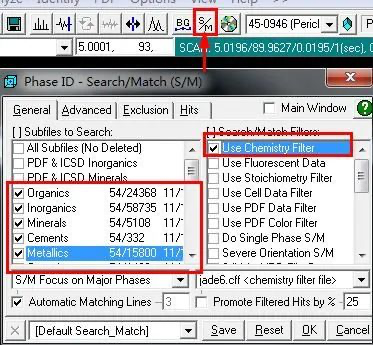 alyze Identify Options View Help >>
BG S/M 45-0946 (Pericl
5.0001, 93, SCAN: 5.0196/89.9627/0.0195/1(sec),
Phase ID - Search/Match (S/M)
General Advanced Exclusion Hits Main Window
[ ] Subfiles to Search: [ ] Search/Match Filters:
All Subfiles (No Deleted) Use Chemistry Filter
PDF & ICSD Inorganics Use Fluorescent Data
PDF & ICSD Minerals Use Stoichiometry Filter
Organics 54/24368 11/ Use Cell Data Filter
Inorganics 54/58735 11/ Use PDF Data Filter
Minerals 54/5108 11/ Use PDF Color Filter
Cements 54/332 11/ Do Single Phase S/M
Metallics 54/15800 11/ Severe Orientation S/M
S/M Focus on Major Phases jade6.cff <chemistry filter file>
Automatic Matching Lines - 3 Promote Filtered Hits by % - 25
[Default Search_Match] Save Reset OK Cancel